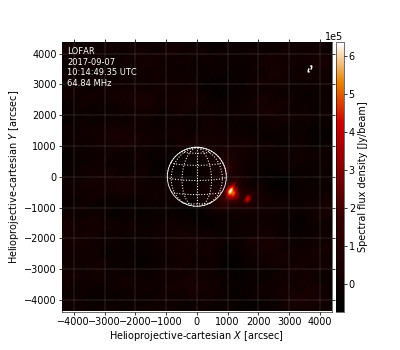 1e5
LOFAR
2017-09-07
10:14:49.35 UTC
64.84 MHz
4000
3000
2000
1000
0
−1000
−2000
−3000
−4000
Helioprojective-cartesian Y [arcsec]
−4000−3000−2000−1000 0 1000 2000 3000 4000
Helioprojective-cartesian X [arcsec]
6
5
4
3
2
1
0
Spectral flux density [Jy/beam]